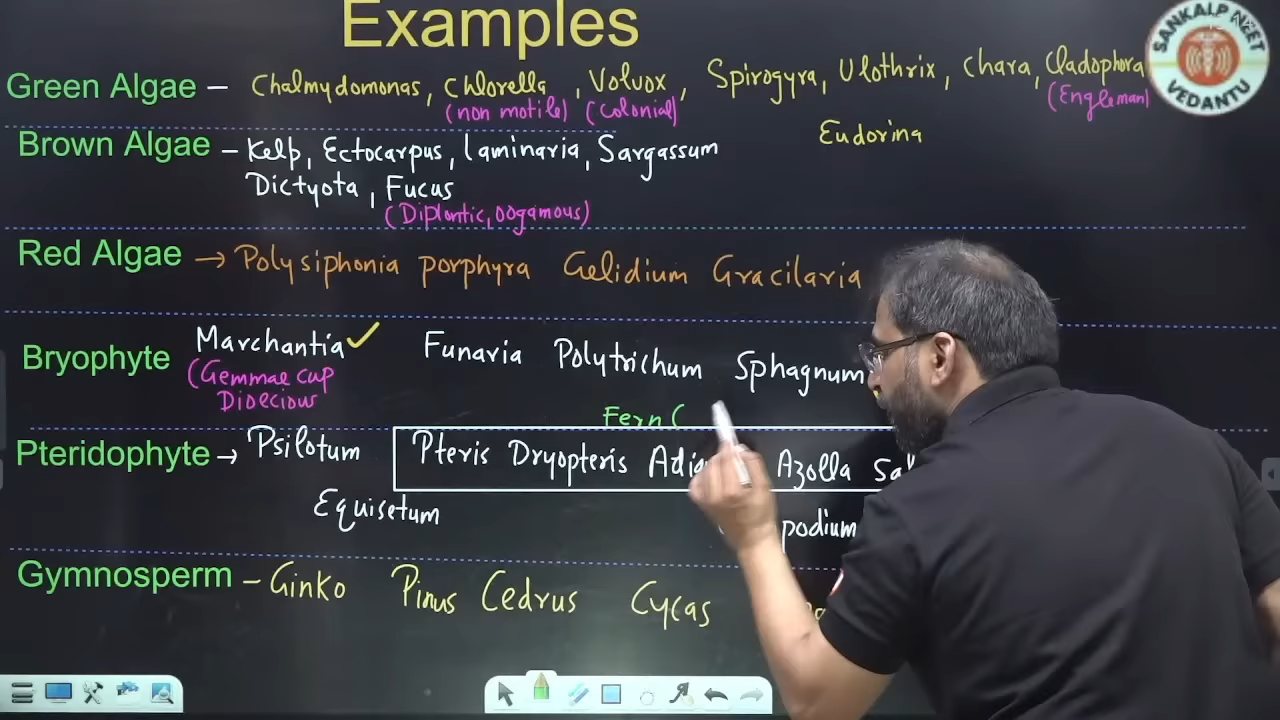 Examples
SANKALP NEET
VEDANTU
Green Algae – Chalmydomonas, Chlorella, Volvox, Spirogyra, Ulothrix, Chara, Cladophora
(non motile) (Colonial) (Engleman)
Eudorina
Brown Algae – Kelp, Ectocarpus, Laminaria, Sargassum
Dictyota, Fucus
(Diplontic, oogamous)
Red Algae → Polysiphonia porphyra Gelidium Gracilaria
Bryophyte Marchantia ✓ Funaria Polytrichum Sphagnum
(Gemmae cup
Dioecious
Fern (
Pteridophyte → Psilotum Pteris Dryopteris Azolla
Equisetum
Gymnosperm – Ginko Pinus Cedrus Cycas